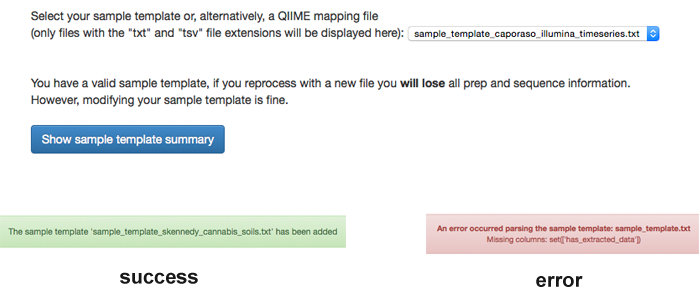 Select your sample template or, alternatively, a QIIME mapping file
(only files with the "txt" and "tsv" file extensions will be displayed here): sample_template_caporaso_illumina_timeseries.txt
You have a valid sample template, if you reprocess with a new file you will lose all prep and sequence information.
However, modifying your sample template is fine.
Show sample template summary
The sample template 'sample_template_skennedy_cannabis_soils.txt' has been added
An error occurred parsing the sample template: sample_template.txt
Missing columns: set(['has_extracted_data'])
success
error